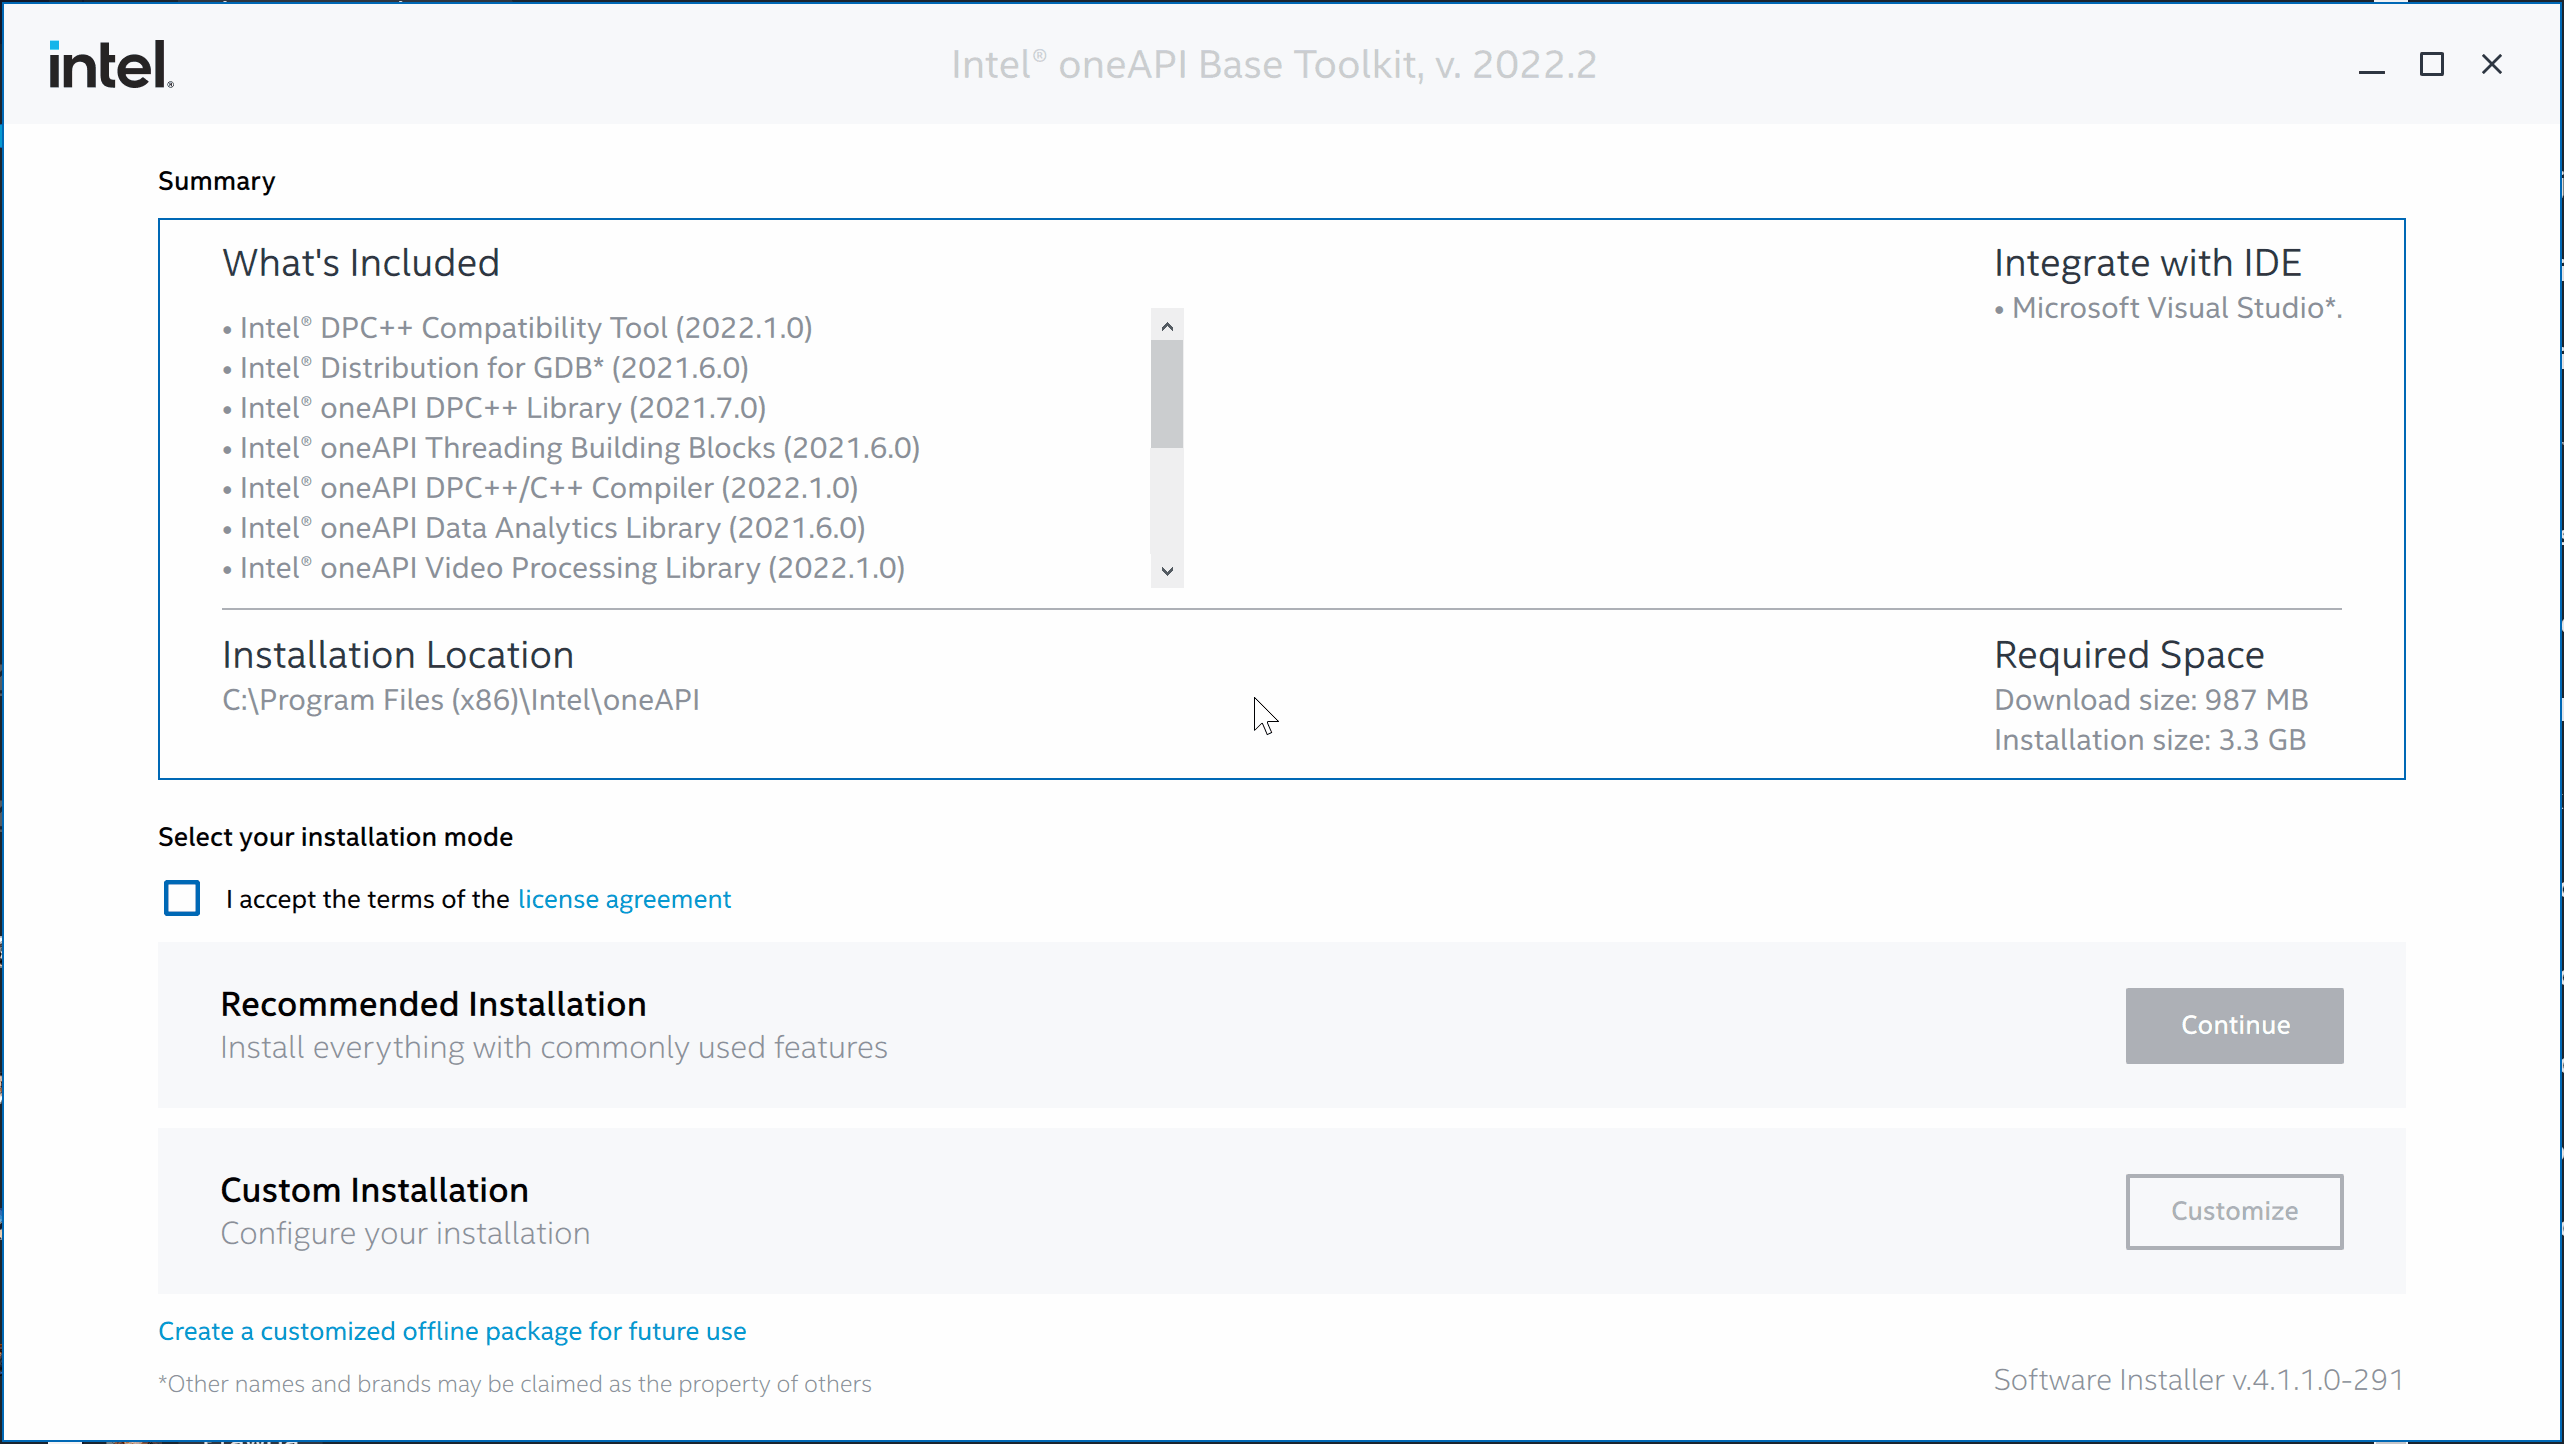 intel®
Intel® oneAPI Base Toolkit, v. 2022.2
Summary
What's Included
• Intel® DPC++ Compatibility Tool (2022.1.0)
• Intel® Distribution for GDB* (2021.6.0)
• Intel® oneAPI DPC++ Library (2021.7.0)
• Intel® oneAPI Threading Building Blocks (2021.6.0)
• Intel® oneAPI DPC++/C++ Compiler (2022.1.0)
• Intel® oneAPI Data Analytics Library (2021.6.0)
• Intel® oneAPI Video Processing Library (2022.1.0)
Integrate with IDE
• Microsoft Visual Studio*.
Installation Location
C:\Program Files (x86)\Intel\oneAPI
Required Space
Download size: 987 MB
Installation size: 3.3 GB
Select your installation mode
I accept the terms of the license agreement
Recommended Installation
Install everything with commonly used features
Continue
Custom Installation
Configure your installation
Customize
Create a customized offline package for future use
*Other names and brands may be claimed as the property of others
Software Installer v.4.1.1.0-291